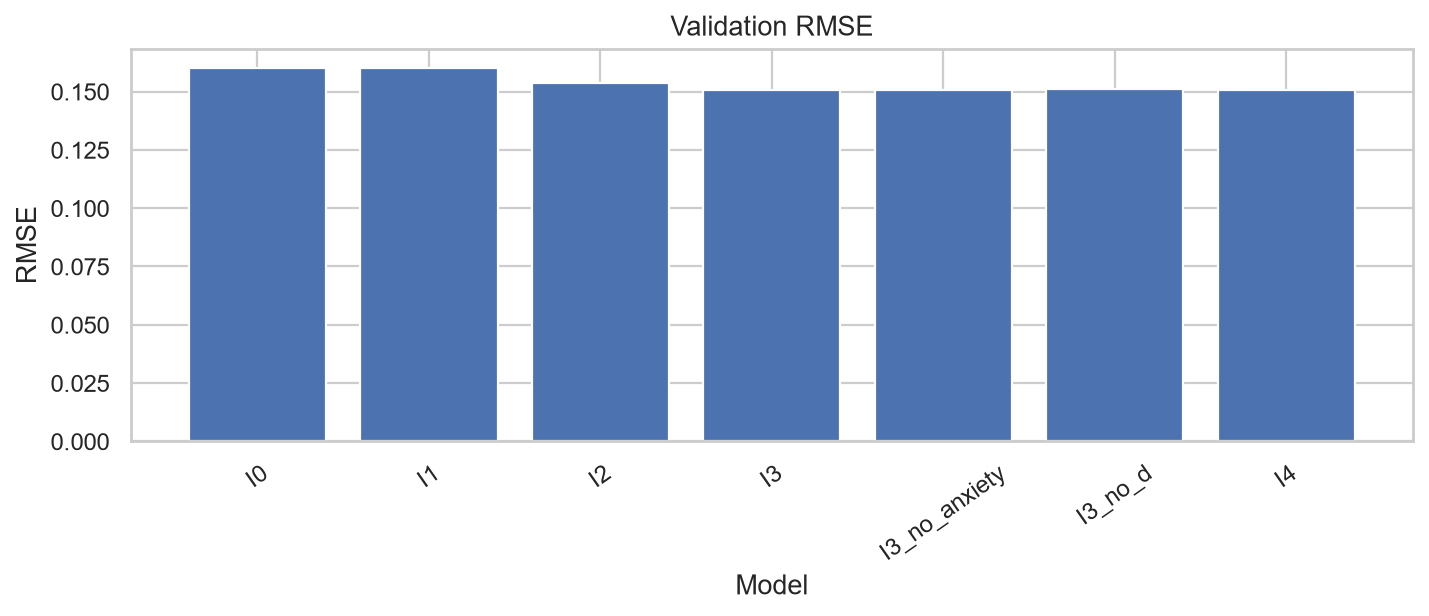 Validation RMSE
0.150
0.125
0.100
0.075
0.050
0.025
0.000
RMSE
I0
I1
I2
I3
I3_no_anxiety
I3_no_d
I4
Model